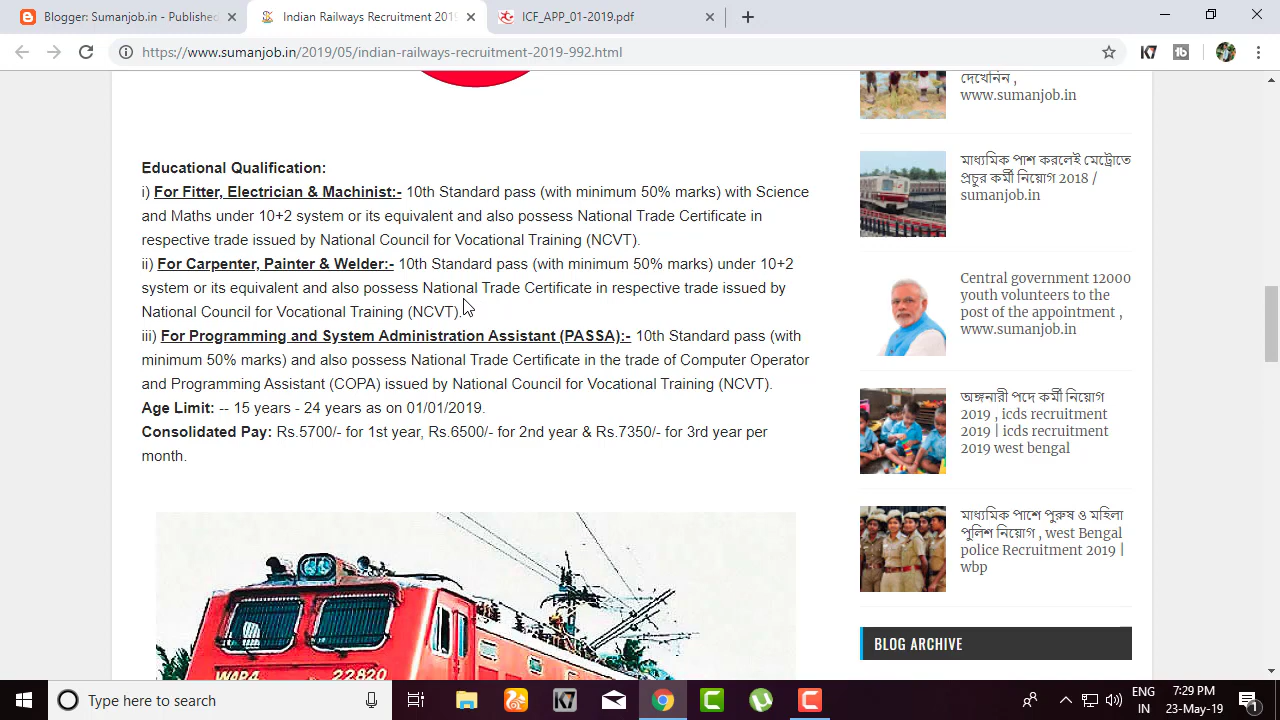 Blogger: Sumanjob.in - Published
Indian Railways Recruitment 2019
ICF_APP_01-2019.pdf
https://www.sumanjob.in/2019/05/indian-railways-recruitment-2019-992.html
Educational Qualification:
i) For Fitter, Electrician & Machinist:- 10th Standard pass (with minimum 50% marks) with Science
and Maths under 10+2 system or its equivalent and also possess National Trade Certificate in
respective trade issued by National Council for Vocational Training (NCVT).
ii) For Carpenter, Painter & Welder:- 10th Standard pass (with minimum 50% marks) under 10+2
system or its equivalent and also possess National Trade Certificate in respective trade issued by
National Council for Vocational Training (NCVT).
iii) For Programming and System Administration Assistant (PASSA):- 10th Standard pass (with
minimum 50% marks) and also possess National Trade Certificate in the trade of Computer Operator
and Programming Assistant (COPA) issued by National Council for Vocational Training (NCVT).
Age Limit: -- 15 years - 24 years as on 01/01/2019.
Consolidated Pay: Rs.5700/- for 1st year, Rs.6500/- for 2nd year & Rs.7350/- for 3rd year per
month.
WAP4 22820
দেখেনিন ,
www.sumanjob.in
মাধ্যমিক পাশ করলেই মেট্রোতে
প্রচুর কর্মী নিয়োগ 2018 /
sumanjob.in
Central government 12000
youth volunteers to the
post of the appointment ,
www.sumanjob.in
অঙ্গনারী পদে কর্মী নিয়োগ
2019 , icds recruitment
2019 | icds recruitment
2019 west bengal
মাধ্যমিক পাশে পুরুষ ও মহিলা
পুলিশ নিয়োগ , west Bengal
police Recruitment 2019 |
wbp
BLOG ARCHIVE
Type here to search
ENG
IN
7:29 PM
23-May-19